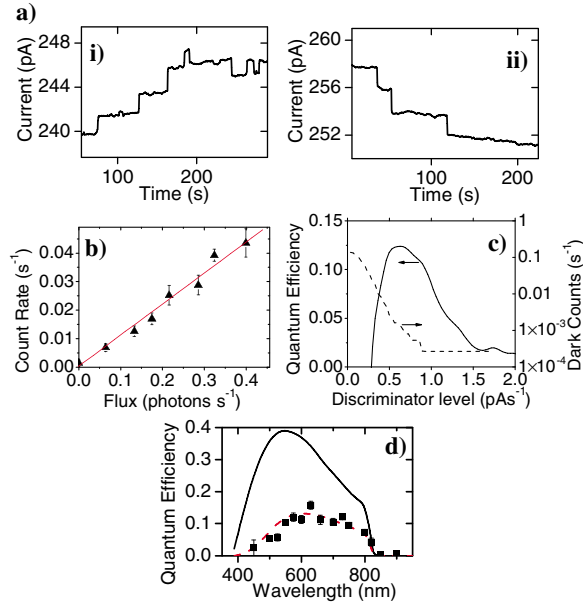 a)
i)
Current (pA)
248
244
240
100
200
Time (s)
ii)
Current (pA)
260
256
252
100
200
Time (s)
b)
Count Rate (s⁻¹)
0.04
0.03
0.02
0.01
0.00
0.0
0.1
0.2
0.3
0.4
Flux (photons s⁻¹)
c)
Quantum Efficiency
0.15
0.10
0.05
0.00
0.0
0.5
1.0
1.5
2.0
Discriminator level (pAs⁻¹)
1
0.1
0.01
1×10⁻³
1×10⁻⁴
Dark Counts (s⁻¹)
d)
Quantum Efficiency
0.4
0.3
0.2
0.1
0.0
400
600
800
Wavelength (nm)